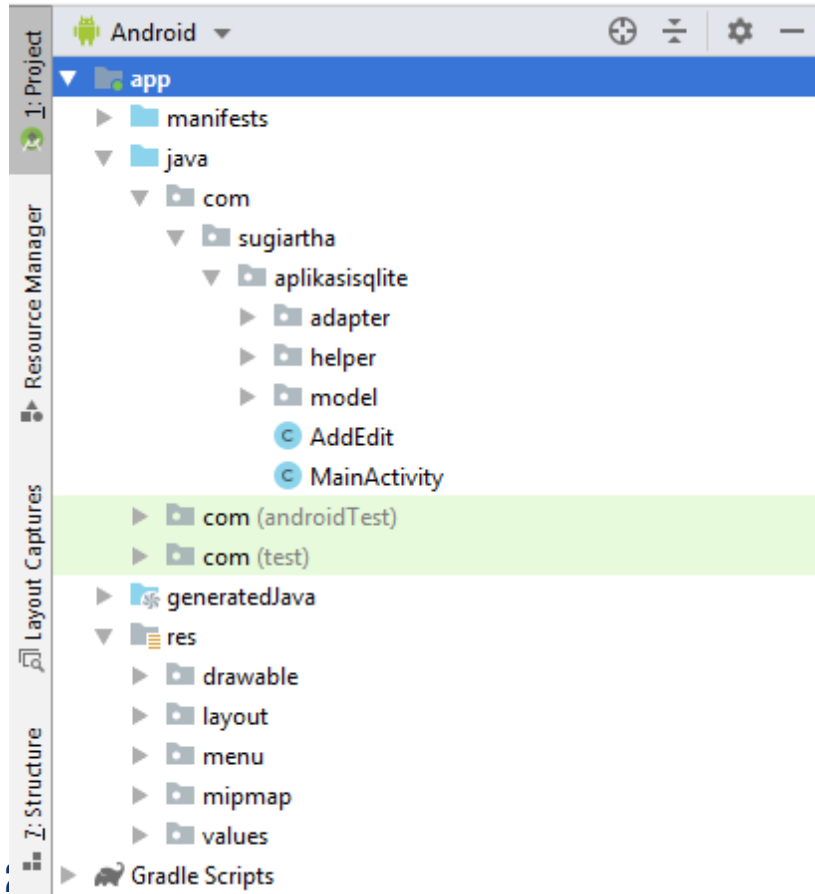 Android
app
manifests
java
com
sugiartha
aplikasisqlite
adapter
helper
model
AddEdit
MainActivity
com (androidTest)
com (test)
generatedJava
res
drawable
layout
menu
mipmap
values
Gradle Scripts
1: Project
Resource Manager
Layout Captures
7: Structure